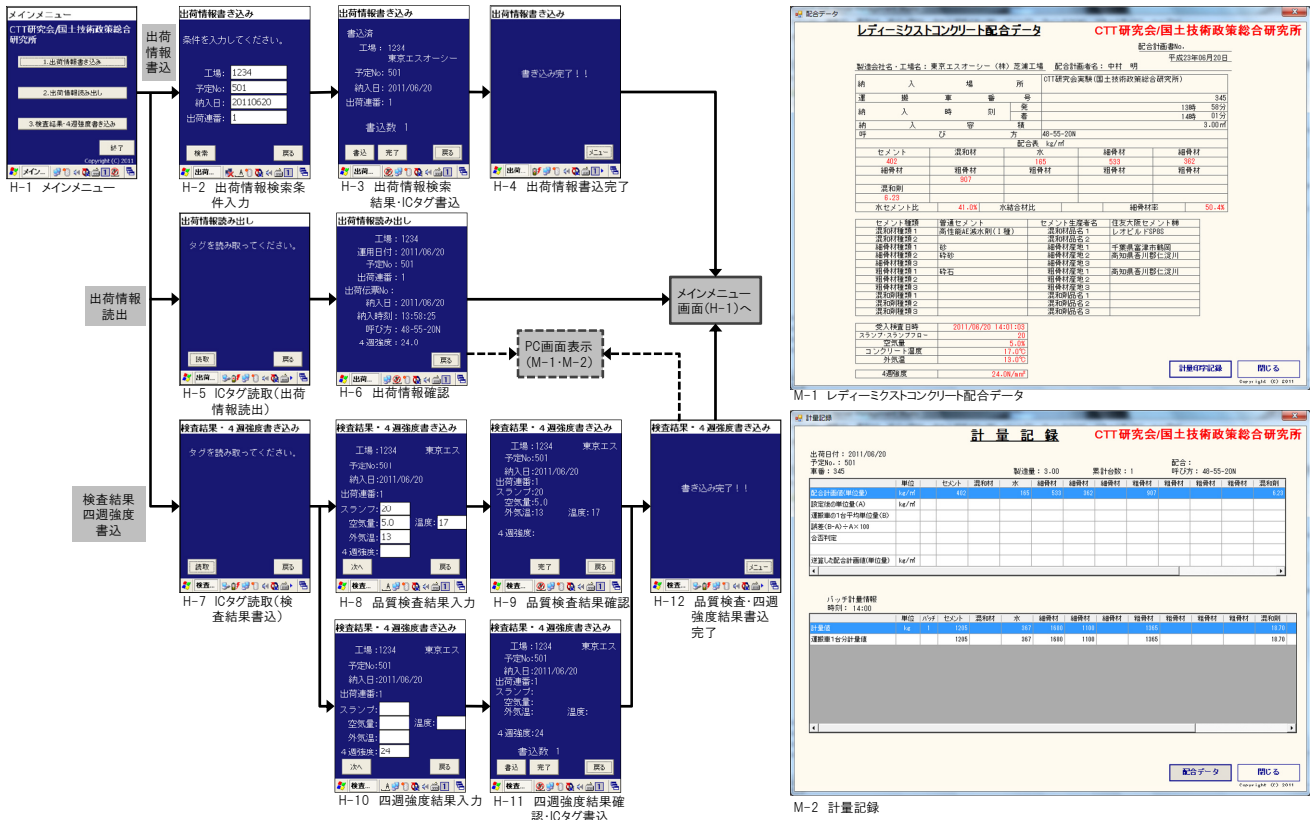 メインメニュー
CTT研究会/国土技術政策総合
研究所
1.出荷情報書き込み
2.出荷情報読み出し
3.検査結果・4週強度書き込み
終了
Copyright (C) 2011
メイン...
H-1 メインメニュー
出荷
情報
書込
出荷情報書き込み
条件を入力してください。
工場: 1234
予定No: 501
納入日: 20110620
出荷連番: 1
検索
戻る
出荷...
H-2 出荷情報検索条
件入力
出荷情報書き込み
書込済
工場: 1234
東京エスオーシー
予定No: 501
納入日: 2011/06/20
出荷連番: 1
書込数 1
書込 完了 戻る
出荷...
H-3 出荷情報検索
結果・ICタグ書込
出荷情報書き込み
書き込み完了!!
メニュー
出荷...
H-4 出荷情報書込完了
出荷情報
読出
出荷情報読み出し
タグを読み取ってください。
読取 戻る
出荷...
H-5 ICタグ読取(出荷
情報読出)
出荷情報読み出し
工場: 1234
運用日付: 2011/06/20
予定No: 501
出荷連番: 1
出荷伝票No:
納入日: 2011/06/20
納入時刻: 13:58:25
呼び方: 48-55-20N
4週強度: 24.0
戻る
出荷...
H-6 出荷情報確認
メインメニュー
画面(H-1)へ
PC画面表示
(M-1・M-2)
検査結果
四週強度
書込
検査結果・4週強度書き込み
タグを読み取ってください。
読取 戻る
検査...
H-7 ICタグ読取(検
査結果書込)
検査結果・4週強度書き込み
工場:1234 東京エス
予定No:501
納入日:2011/06/20
出荷連番:1
スランプ: 20
空気量: 5.0 温度: 17
外気温: 13
4週強度:
次へ 戻る
検査...
H-8 品質検査結果入力
検査結果・4週強度書き込み
工場:1234 東京エス
予定No:501
納入日:2011/06/20
出荷連番:1
スランプ:20
空気量:5.0
外気温:13 温度:17
4週強度:
完了 戻る
検査...
H-9 品質検査結果確認
検査結果・4週強度書き込み
書き込み完了!!
メニュー
検査...
H-12 品質検査・四週
強度結果書込
完了
検査結果・4週強度書き込み
工場:1234 東京エス
予定No:501
納入日:2011/06/20
出荷連番:1
スランプ:
空気量: 温度:
外気温:
4週強度: 24
次へ 戻る
検査...
H-10 四週強度結果入力
検査結果・4週強度書き込み
工場:1234 東京エス
予定No:501
納入日:2011/06/20
出荷連番:1
スランプ:
空気量:
外気温: 温度:
4週強度:24
書込数 1
書込 完了 戻る
検査...
H-11 四週強度結果確
認・ICタグ書込
配合データ
レディーミクストコンクリート配合データ CTT研究会/国土技術政策総合研究所
配合計画書No.
平成23年06月20日
製造会社名・工場名: 東京エスオーシー (株) 芝浦工場 配合計画者名: 中村 明
納入場所 CTT研究会実験(国土技術政策総合研究所)
運搬車番号 345
納入時刻 発 13時 58分
着 14時 01分
納入容積 3.00㎥
呼び方 48-55-20N
配合表 kg/㎥
セメント 混和材 水 細骨材 細骨材
402 165 533 362
細骨材 粗骨材 粗骨材 粗骨材 粗骨材
907
混和剤
6.23
水セメント比 41.0% 水結合材比 細骨材率 50.4%
セメント種類 普通セメント セメント生産者名 住友大阪セメント㈱
混和材種類1 高性能AE減水剤(Ⅰ種) 混和材品名1 レオビルドSP8S
混和材種類2 混和材品名2
細骨材種類1 砂 細骨材産地1 千葉県富津市鶴岡
細骨材種類2 砕砂 細骨材産地2 高知県吾川郡仁淀川
細骨材種類3 細骨材産地3
粗骨材種類1 砕石 粗骨材産地1 高知県吾川郡仁淀川
粗骨材種類2 粗骨材産地2
粗骨材種類3 粗骨材産地3
混和剤種類1 混和剤品名1
混和剤種類2 混和剤品名2
混和剤種類3 混和剤品名3
受入検査日時 2011/06/20 14:01:03
スランプ・スランプフロー 20
空気量 5.0%
コンクリート温度 17.0℃
外気温 13.0℃
4週強度 24.0N/mm²
計量印字記録 閉じる
Copyright (C) 2011
M-1 レディーミクストコンクリート配合データ
計量記録
計量記録 CTT研究会/国土技術政策総合研究所
出荷日付: 2011/06/20
予定No.: 501 配合:
車番: 345 製造量: 3.00 累計台数: 1 呼び方: 48-55-20N
単位 セメント 混和材 水 細骨材 細骨材 細骨材 粗骨材 粗骨材 粗骨材 粗骨材 混和剤
配合計画値(単位量) kg/㎥ 402 165 533 362 907 6.23
設定後の単位量(A) kg/㎥
運搬車の1台平均単位量(B)
誤差(B-A)÷A×100
合否判定
逆算した配合計画値(単位量) kg/㎥
バッチ計量情報
時刻: 14:00
単位 バッチ セメント 混和材 水 細骨材 細骨材 細骨材 粗骨材 粗骨材 粗骨材 粗骨材 混和剤
計量値 kg 1 1205 367 1680 1100 1365 18.70
運搬車1台分計量値 1205 367 1680 1100 1365 18.70
配合データ 閉じる
Copyright (C) 2011
M-2 計量記録